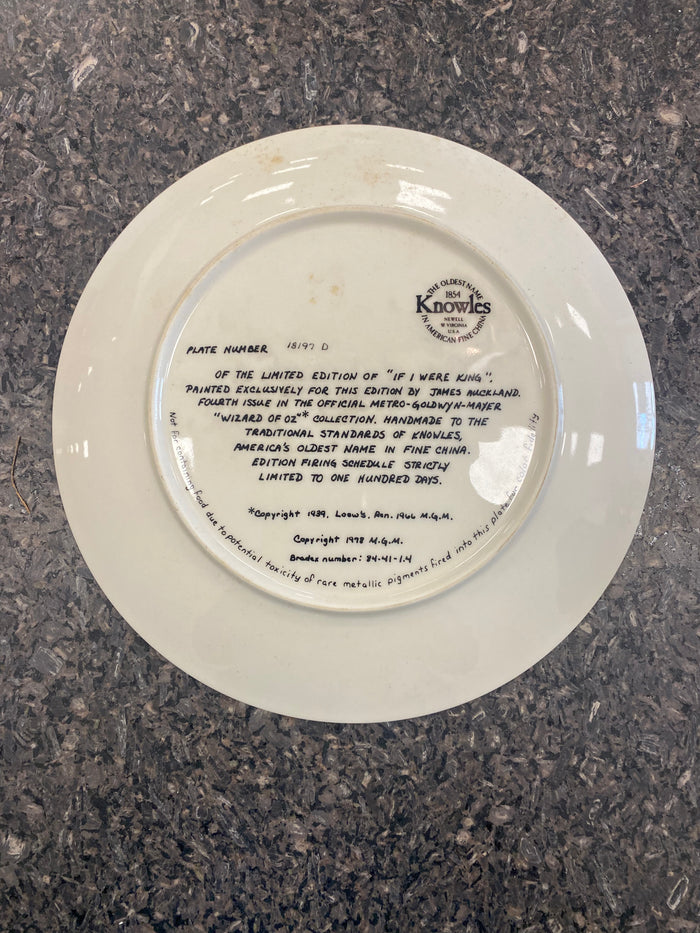 THE OLDEST NAME
1854
Knowles
NEWELL
W. VIRGINIA
U.S.A
IN AMERICAN FINE CHINA
PLATE NUMBER 18197 D
OF THE LIMITED EDITION OF "IF I WERE KING",
PAINTED EXCLUSIVELY FOR THIS EDITION BY JAMES AUCKLAND.
FOURTH ISSUE IN THE OFFICIAL METRO-GOLDWYN-MAYER
"WIZARD OF OZ"* COLLECTION. HANDMADE TO THE
TRADITIONAL STANDARDS OF KNOWLES,
AMERICA'S OLDEST NAME IN FINE CHINA.
EDITION FIRING SCHEDULE STRICTLY
LIMITED TO ONE HUNDRED DAYS.
*Copyright 1939, Loew's, Ren. 1966 M.G.M.
Copyright 1978 M.G.M.
Bradex number: 84-41-1.4
Not for containing food due to potential toxicity of rare metallic pigments fired into this plate for color fidelity